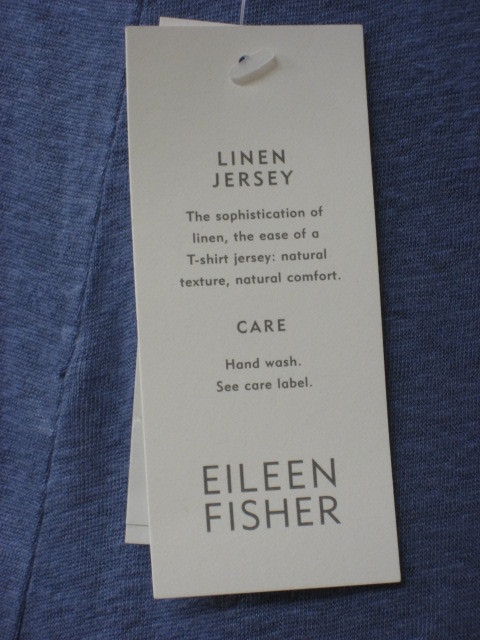 LINEN
JERSEY
The sophistication of
linen, the ease of a
T-shirt jersey: natural
texture, natural comfort.
CARE
Hand wash.
See care label.
EILEEN
FISHER